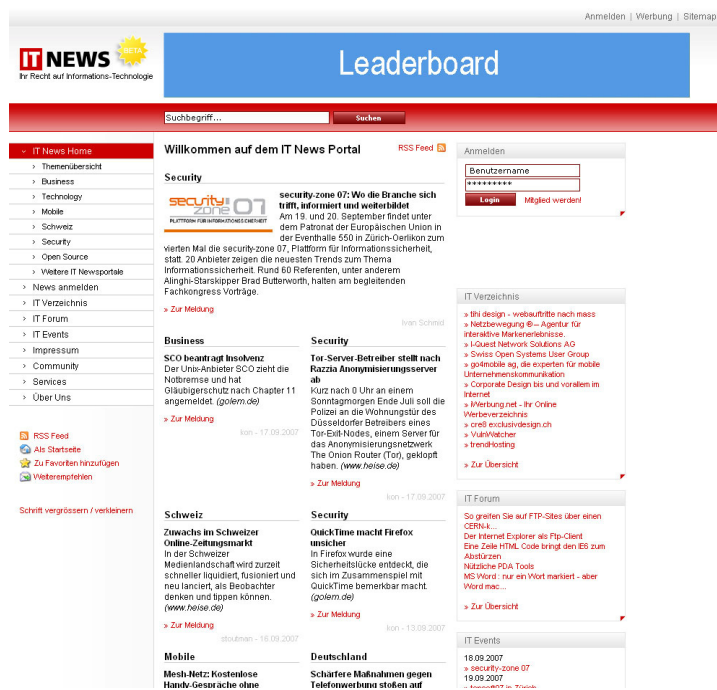 Anmelden | Werbung | Sitemap
IT NEWS
BETA
Ihr Recht auf Informations-Technologie
Leaderboard
Suchbegriff...
Suchen
IT News Home
Themenübersicht
Business
Technology
Mobile
Schweiz
Security
Open Source
Weitere IT Newsportale
News anmelden
IT Verzeichnis
IT Forum
IT Events
Impressum
Community
Services
Über Uns
RSS Feed
Als Startseite
Zu Favoriten hinzufügen
Weiterempfehlen
Schrift vergrössern / verkleinern
Willkommen auf dem IT News Portal
RSS Feed
Security
security zone 07
PLATTFORM FÜR INFORMATIONSSICHERHEIT
security-zone 07: Wo die Branche sich
trifft, informiert und weiterbildet
Am 19. und 20. September findet unter
dem Patronat der Europäischen Union in
der Eventhalle 550 in Zürich-Oerlikon zum
vierten Mal die security-zone 07, Plattform für Informationssicherheit,
statt. 20 Anbieter zeigen die neuesten Trends zum Thema
Informationssicherheit. Rund 60 Referenten, unter anderem
Alinghi-Starskipper Brad Butterworth, halten am begleitenden
Fachkongress Vorträge.
» Zur Meldung
Ivan Schmid
Business
SCO beantragt Insolvenz
Der Unix-Anbieter SCO zieht die
Notbremse und hat
Gläubigerschutz nach Chapter 11
angemeldet. (golem.de)
» Zur Meldung
kon - 17.09.2007
Security
Tor-Server-Betreiber stellt nach
Razzia Anonymisierungsserver
ab
Kurz nach 0 Uhr an einem
Sonntagmorgen Ende Juli soll die
Polizei an die Wohnungstür des
Düsseldorfer Betreibers eines
Tor-Exit-Nodes, einem Server für
das Anonymisierungsnetzwerk
The Onion Router (Tor), geklopft
haben. (www.heise.de)
» Zur Meldung
kon - 17.09.2007
Schweiz
Zuwachs im Schweizer
Online-Zeitungsmarkt
In der Schweizer
Medienlandschaft wird zurzeit
schneller liquidiert, fusioniert und
neu lanciert, als Beobachter
denken und tippen können.
(www.heise.de)
» Zur Meldung
stoutman - 16.09.2007
Security
QuickTime macht Firefox
unsicher
In Firefox wurde eine
Sicherheitslücke entdeckt, die
sich im Zusammenspiel mit
QuickTime bemerkbar macht.
(golem.de)
» Zur Meldung
kon - 13.09.2007
Mobile
Mesh-Netz: Kostenlose
Handy-Gespräche ohne
Deutschland
Schärfere Maßnahmen gegen
Telefonwerbung stoßen auf
Anmelden
Benutzername
*********
Login
Mitglied werden!
IT Verzeichnis
» tihi design - webauftritte nach mass
» Netzbewegung ® – Agentur für
interaktive Markenerlebnisse.
» I-Quest Network Solutions AG
» Swiss Open Systems User Group
» go4mobile ag, die experten für mobile
Unternehmenskommunikation
» Corporate Design bis und vorallem im
Internet
» iWerbung.net - Ihr Online
Werbeverzeichnis
» cre8 exclusivdesign.ch
» VulnWatcher
» trendHosting
» Zur Übersicht
IT Forum
So greifen Sie auf FTP-Sites über einen
CERN-k...
Der Internet Explorer als Ftp-Client
Eine Zeile HTML Code bringt den IE6 zum
Abstürzen
Nützliche PDA Tools
MS Word : nur ein Wort markiert - aber
Word mac...
» Zur Übersicht
IT Events
18.09.2007
» security-zone 07
19.09.2007